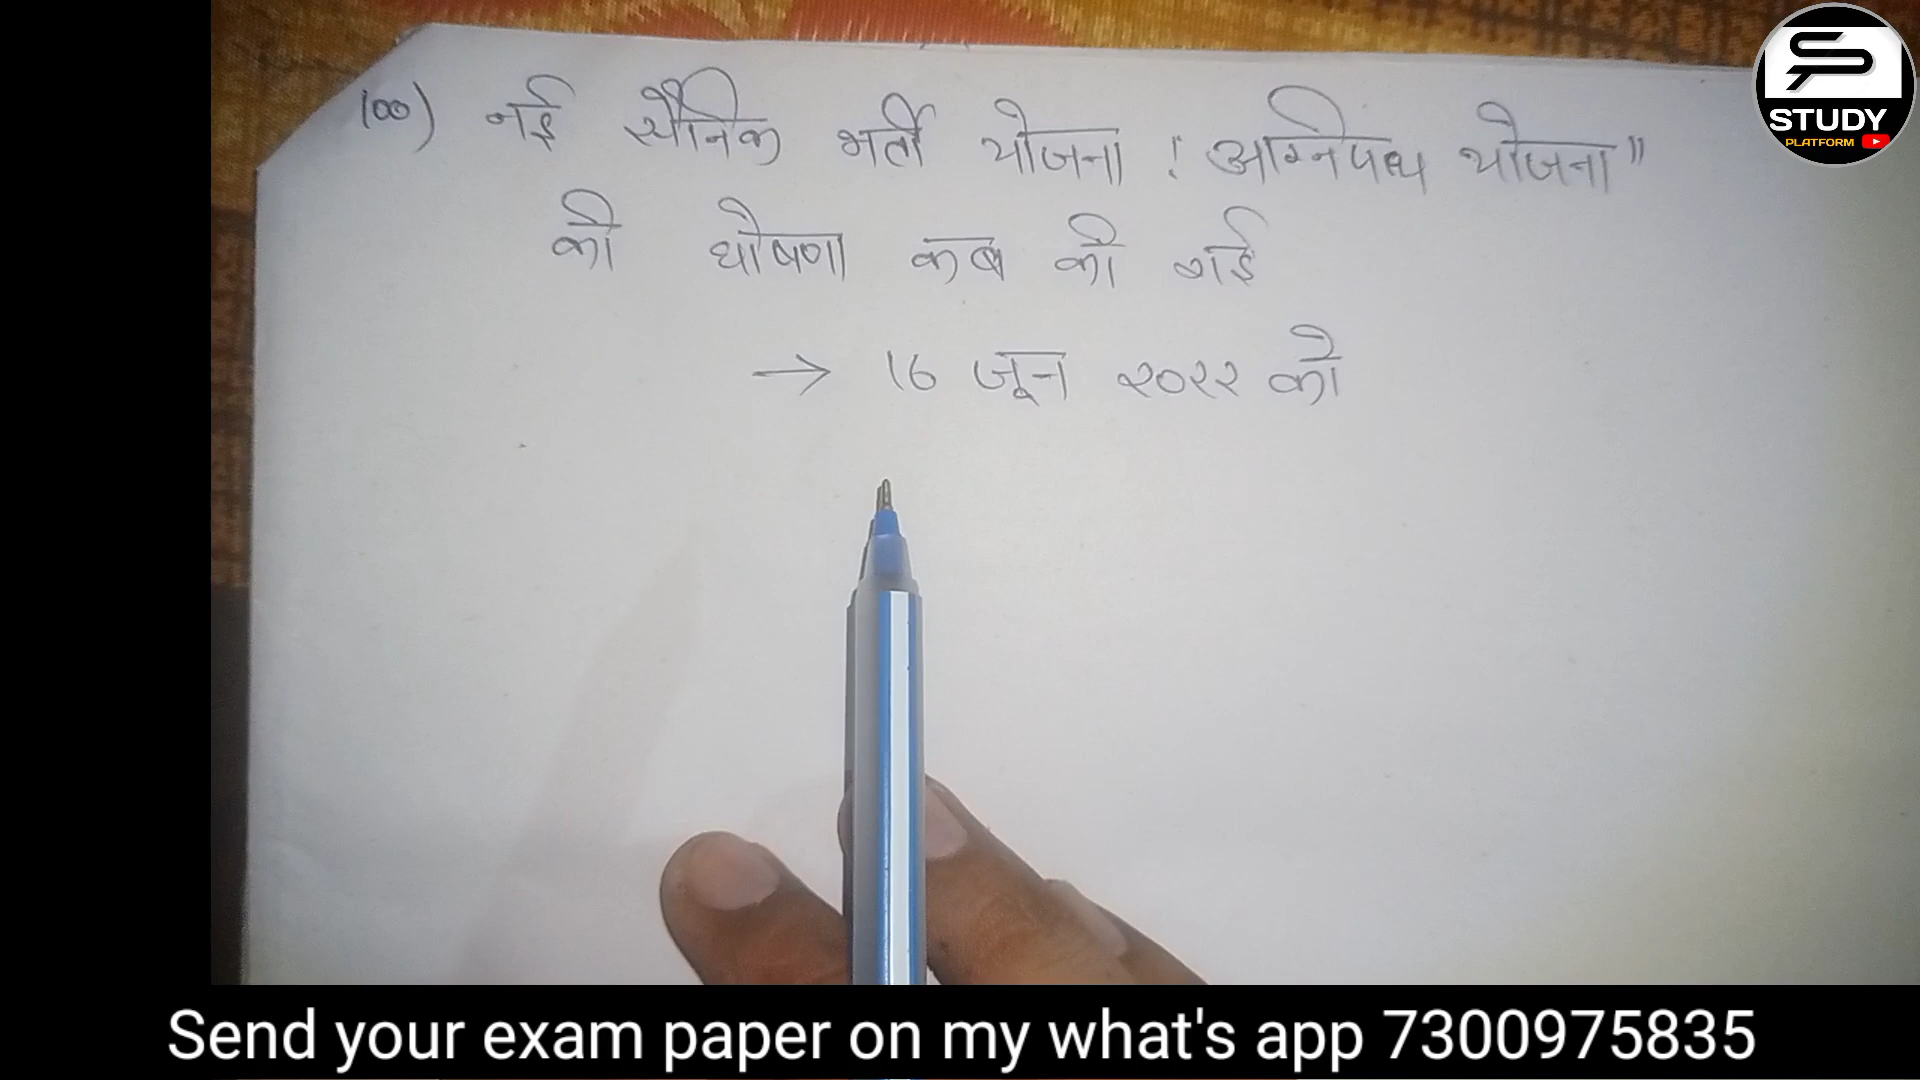 100) नई सैनिक भर्ती योजना "अग्निपथ योजना"
की घोषणा कब की गई
→ 16 जून २०२२ को
STUDY
PLATFORM
Send your exam paper on my what's app 7300975835